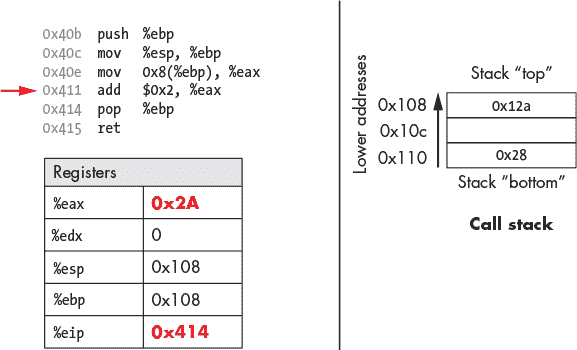 0x40b push %ebp
0x40c mov %esp, %ebp
0x40e mov 0x8(%ebp), %eax
0x411 add $0x2, %eax
0x414 pop %ebp
0x415 ret
Registers
%eax 0x2A
%edx 0
%esp 0x108
%ebp 0x108
%eip 0x414
Lower addresses
Stack “top”
0x108 0x12a
0x10c
0x110 0x28
Stack “bottom”
Call stack